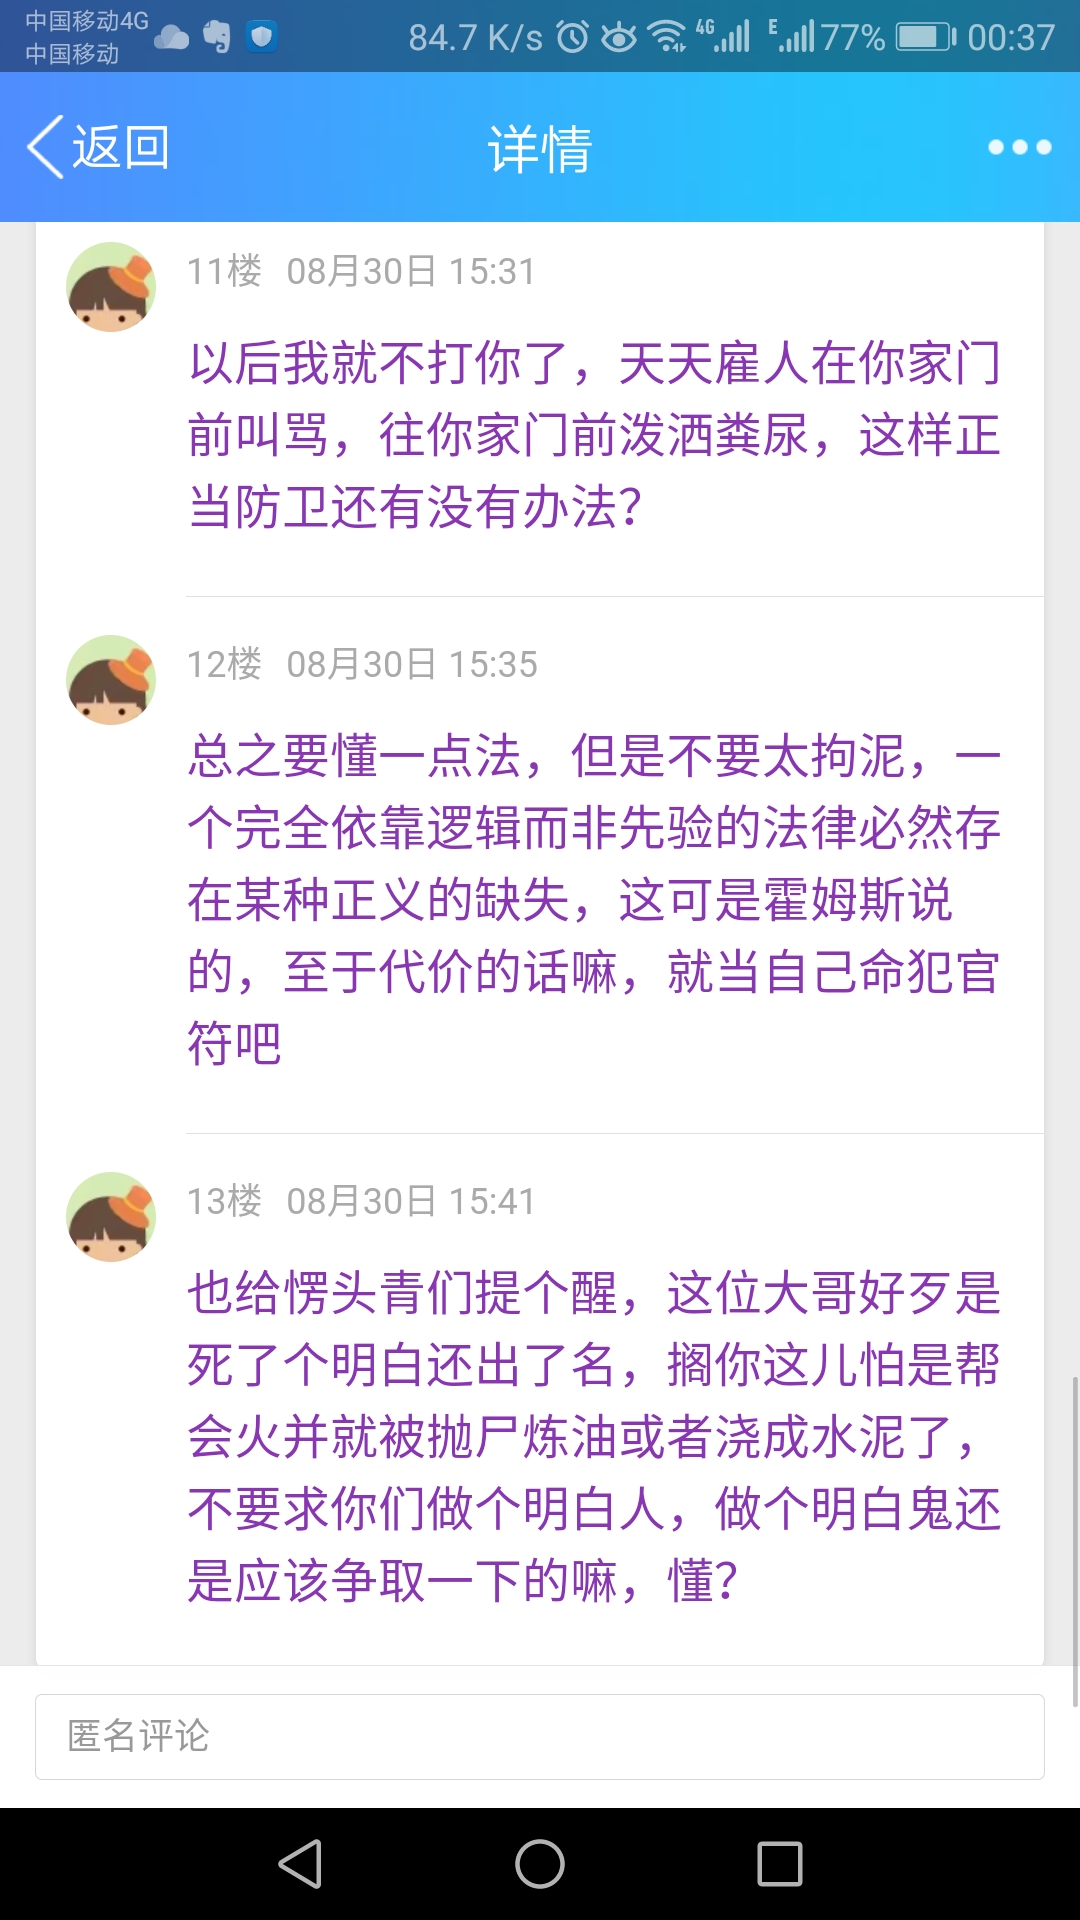 中国移动4G
中国移动
84.7 K/s 4G E 77% 00:37
返回 详情
11楼 08月30日 15:31
以后我就不打你了，天天雇人在你家门
前叫骂，往你家门前泼洒粪尿，这样正
当防卫还有没有办法？
12楼 08月30日 15:35
总之要懂一点法，但是不要太拘泥，一
个完全依靠逻辑而非先验的法律必然存
在某种正义的缺失，这可是霍姆斯说
的，至于代价的话嘛，就当自己命犯官
符吧
13楼 08月30日 15:41
也给愣头青们提个醒，这位大哥好歹是
死了个明白还出了名，搁你这儿怕是帮
会火并就被抛尸炼油或者浇成水泥了，
不要求你们做个明白人，做个明白鬼还
是应该争取一下的嘛，懂？
匿名评论